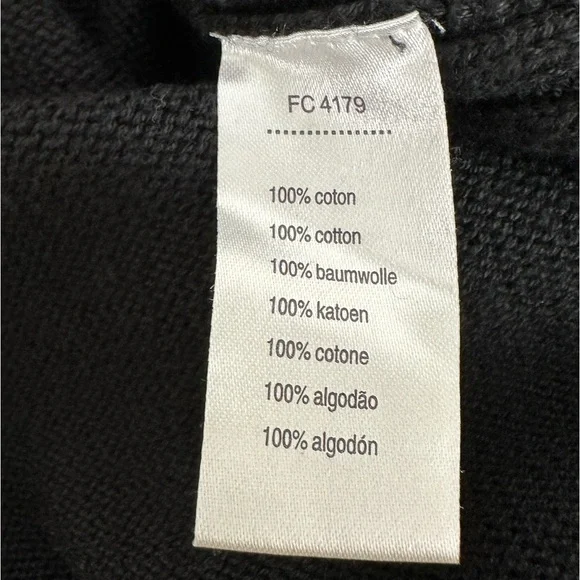 FC 4179
100% coton
100% cotton
100% baumwolle
100% katoen
100% cotone
100% algodão
100% algodón